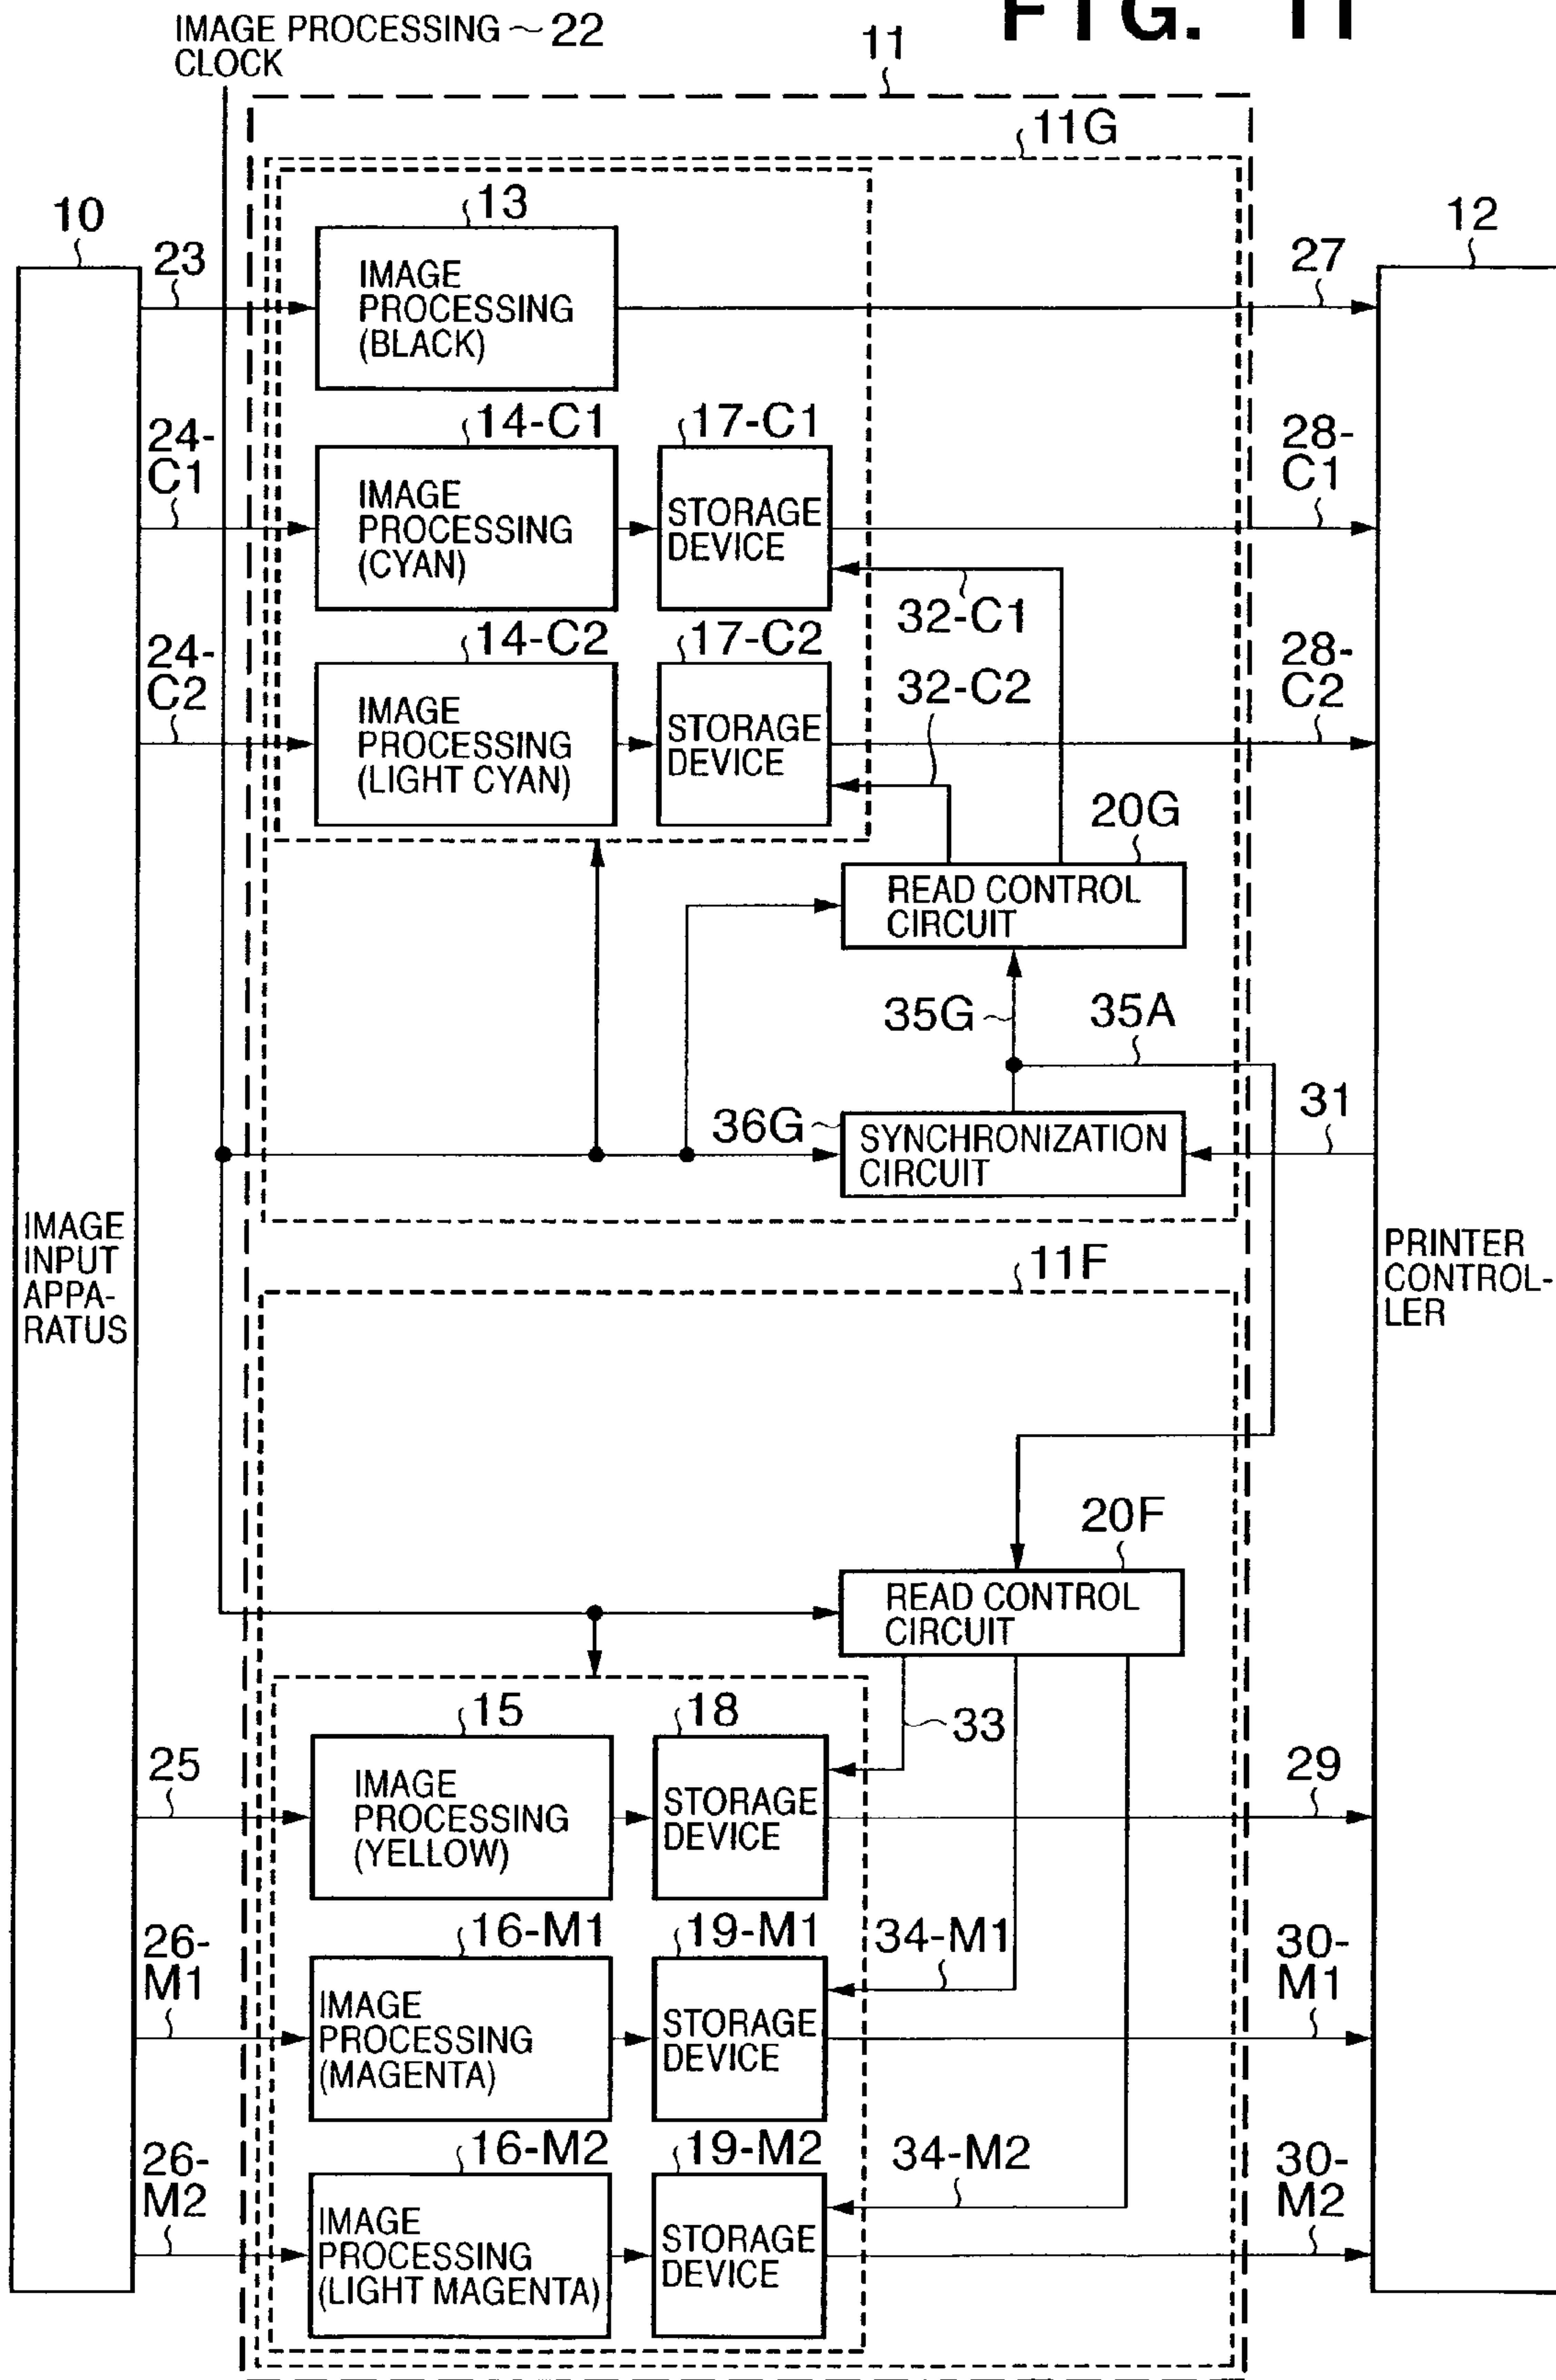 FIG. 11
IMAGE PROCESSING ~ 22
CLOCK
11
11G
10
23
13
IMAGE
PROCESSING
(BLACK)
27
12
24-
C1
14-C1
IMAGE
PROCESSING
(CYAN)
17-C1
STORAGE
DEVICE
28-
C1
32-C1
24-
C2
14-C2
IMAGE
PROCESSING
(LIGHT CYAN)
17-C2
STORAGE
DEVICE
32-C2
28-
C2
20G
READ CONTROL
CIRCUIT
35G
35A
36G
SYNCHRONIZATION
CIRCUIT
31
IMAGE
INPUT
APPA-
RATUS
PRINTER
CONTROL-
LER
11F
20F
READ CONTROL
CIRCUIT
25
15
IMAGE
PROCESSING
(YELLOW)
18
STORAGE
DEVICE
33
29
26-
M1
16-M1
IMAGE
PROCESSING
(MAGENTA)
19-M1
STORAGE
DEVICE
34-M1
30-
M1
26-
M2
16-M2
IMAGE
PROCESSING
(LIGHT MAGENTA)
19-M2
STORAGE
DEVICE
34-M2
30-
M2